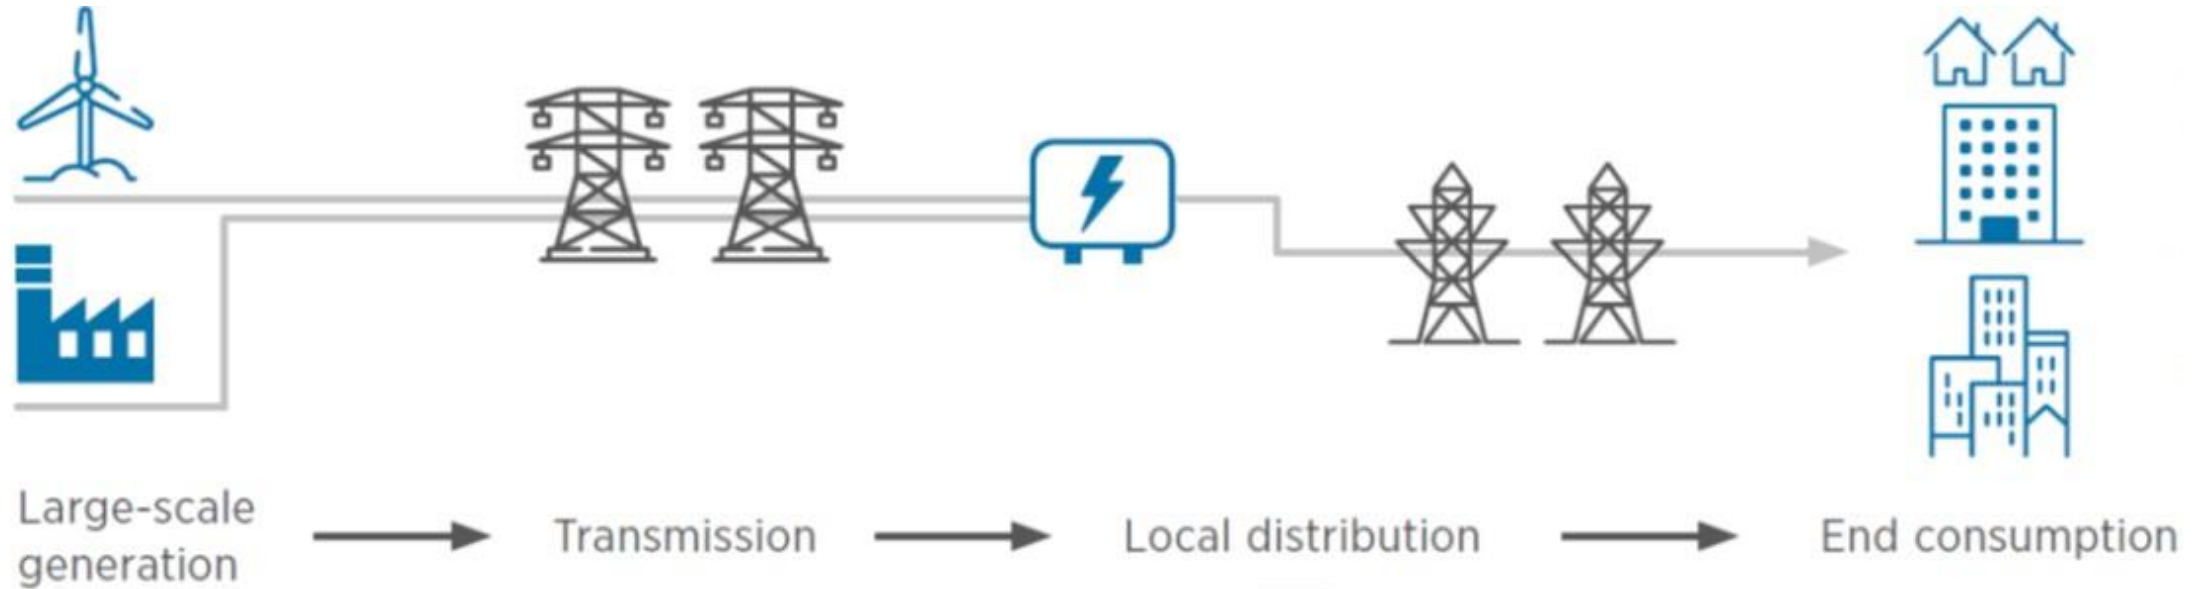 Large-scale
generation
Transmission
Local distribution
End consumption